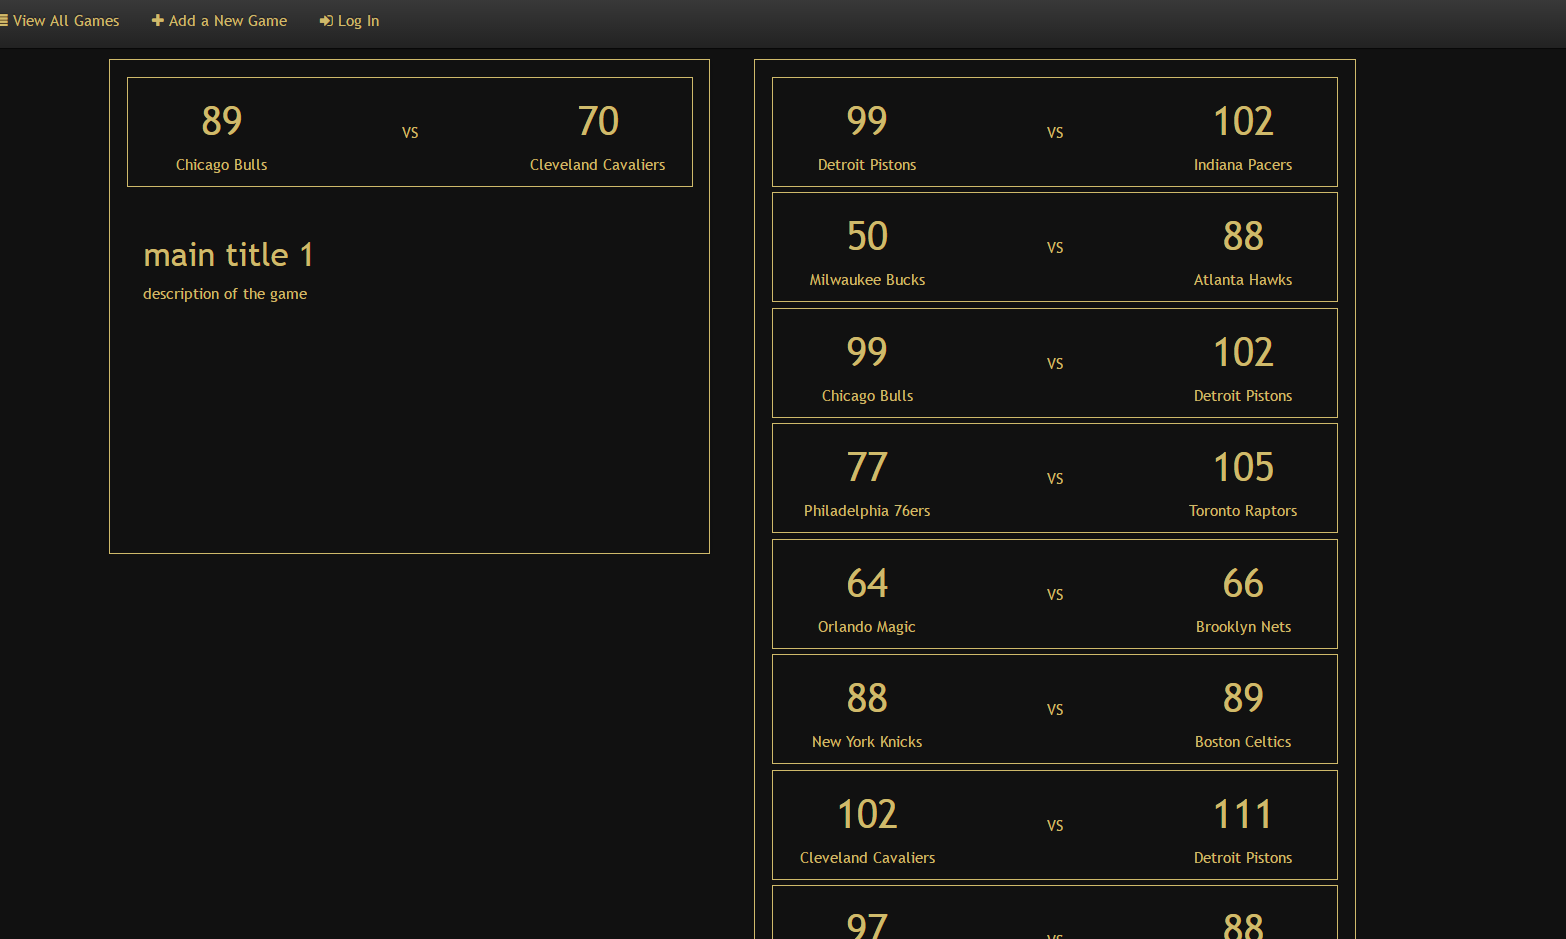 View All Games Add a New Game Log In
89 VS 70
Chicago Bulls Cleveland Cavaliers
main title 1
description of the game
99 VS 102
Detroit Pistons Indiana Pacers
50 VS 88
Milwaukee Bucks Atlanta Hawks
99 VS 102
Chicago Bulls Detroit Pistons
77 VS 105
Philadelphia 76ers Toronto Raptors
64 VS 66
Orlando Magic Brooklyn Nets
88 VS 89
New York Knicks Boston Celtics
102 VS 111
Cleveland Cavaliers Detroit Pistons
97 VS 88